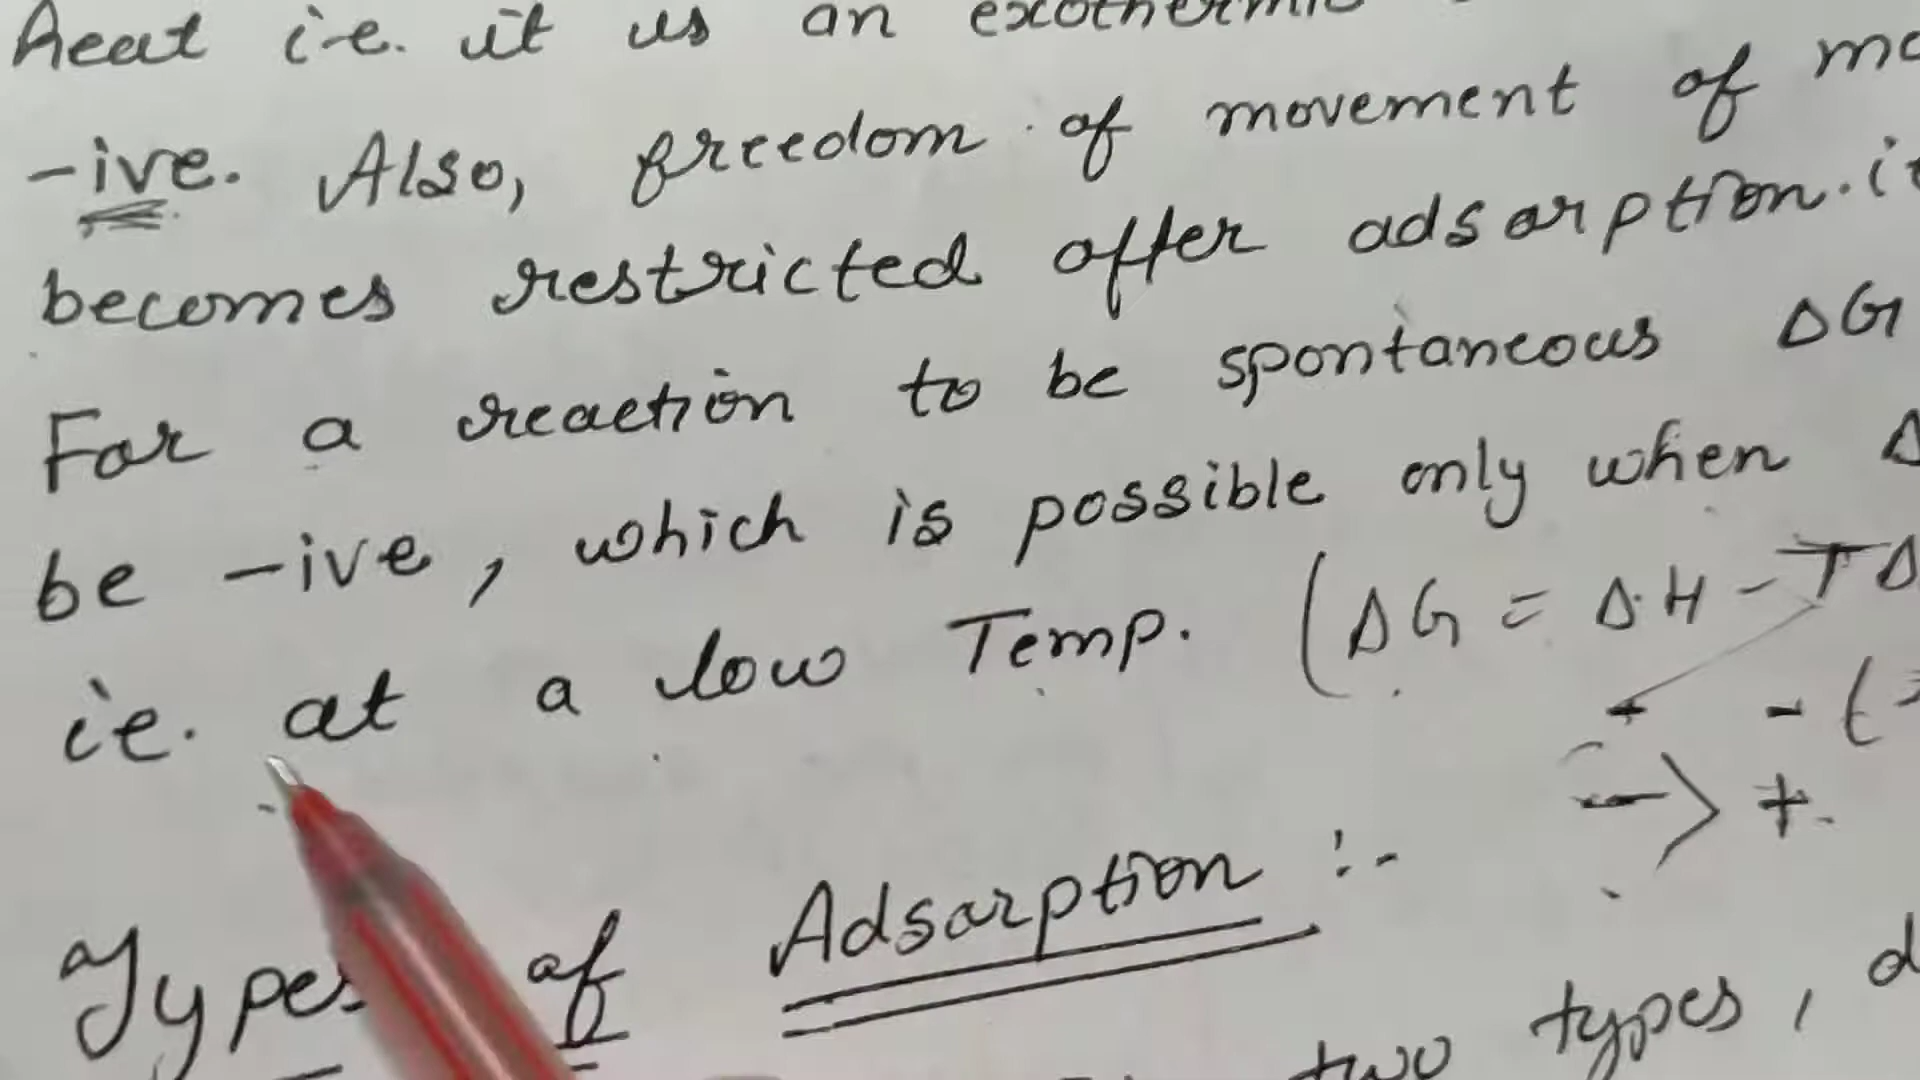 heat i.e. it is an exothermic
-ive. Also, freedom of movement of
becomes restricted after adsorption. i
For a reaction to be spontaneous ΔG
be -ive, which is possible only when Δ
ie. at a low Temp. (ΔG = ΔH - TΔ
- - (
-> +.
Types of Adsorption :-
two types, d